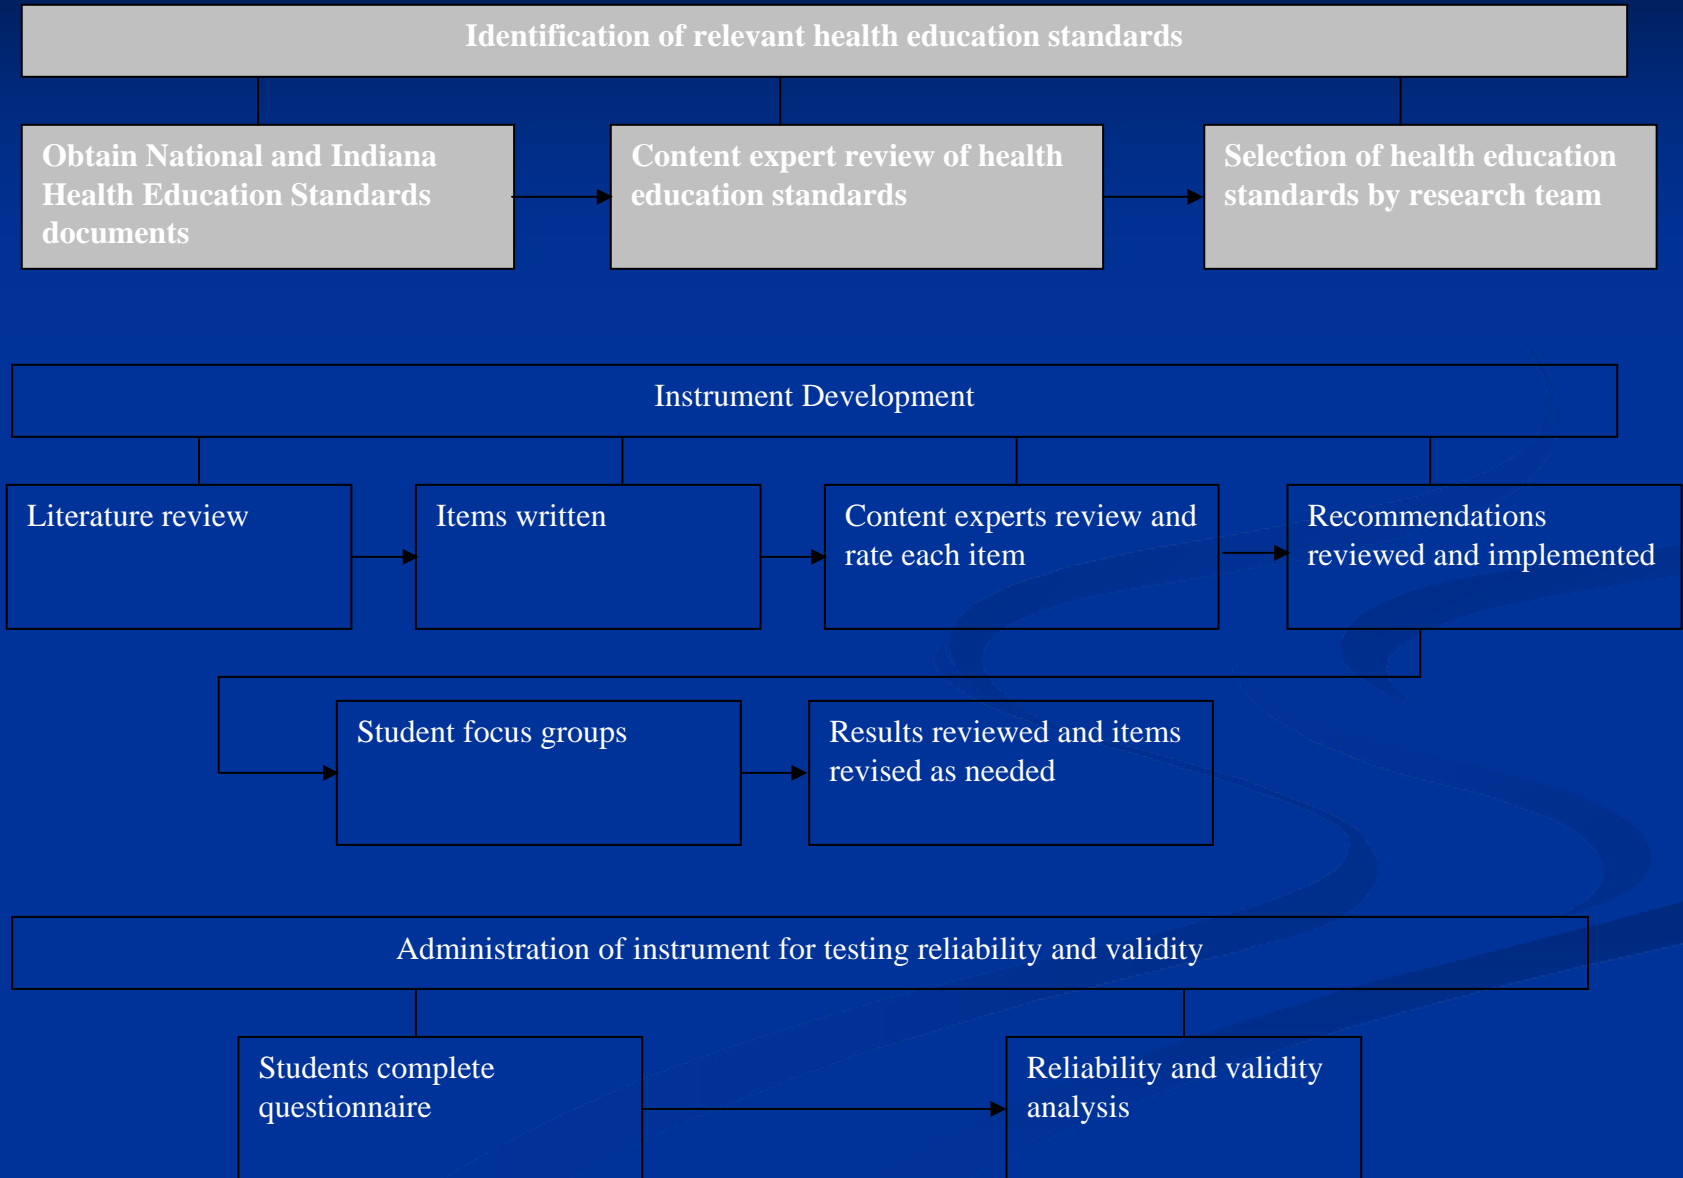 Identification of relevant health education standards
Obtain National and Indiana
Health Education Standards
documents
Content expert review of health
education standards
Selection of health education
standards by research team
Instrument Development
Literature review
Items written
Content experts review and
rate each item
Recommendations
reviewed and implemented
Student focus groups
Results reviewed and items
revised as needed
Administration of instrument for testing reliability and validity
Students complete
questionnaire
Reliability and validity
analysis